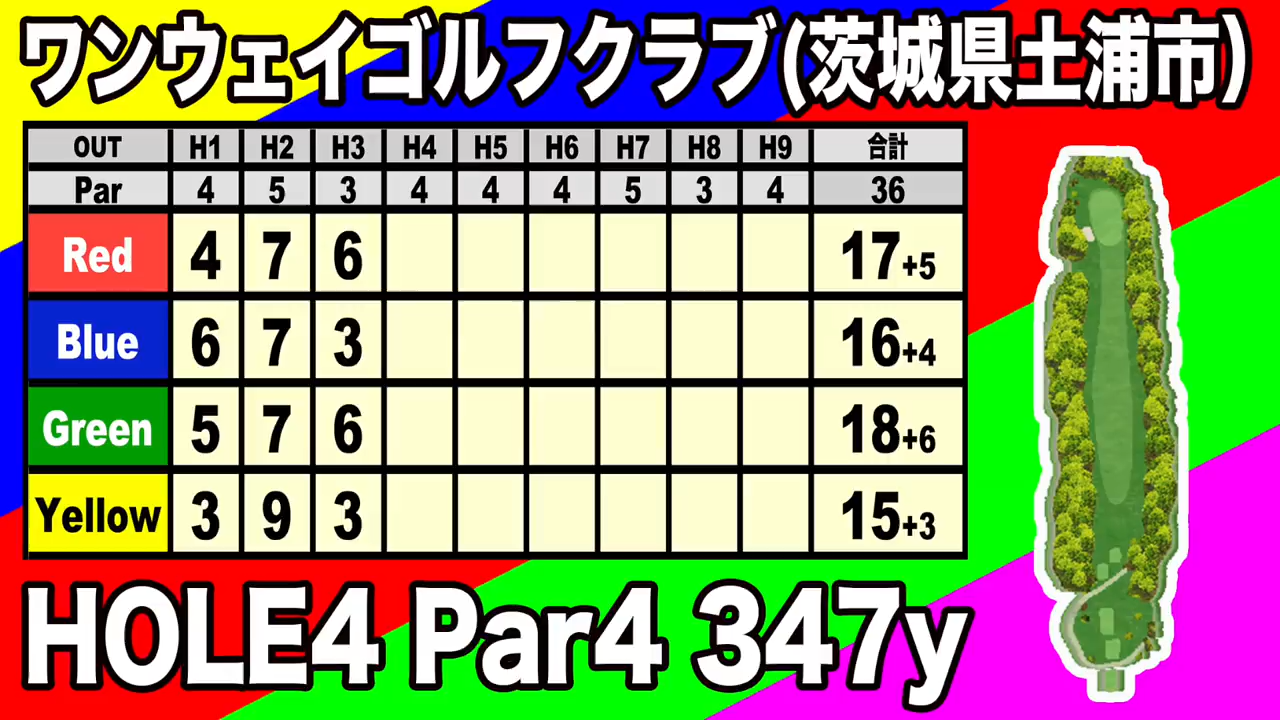 ワンウェイゴルフクラブ(茨城県土浦市)
OUT H1 H2 H3 H4 H5 H6 H7 H8 H9 合計
Par 4 5 3 4 4 4 5 3 4 36
Red 4 7 6 17+5
Blue 6 7 3 16+4
Green 5 7 6 18+6
Yellow 3 9 3 15+3
HOLE4 Par4 347y